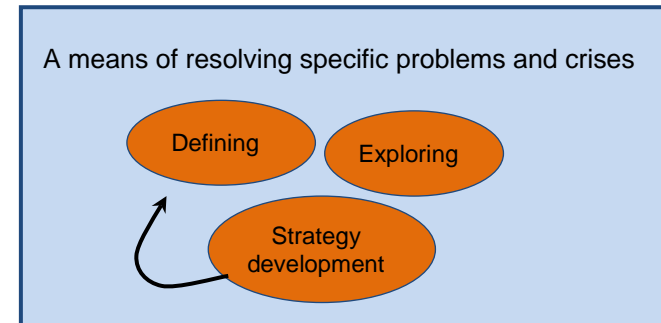 A means of resolving specific problems and crises
Defining
Exploring
Strategy
development